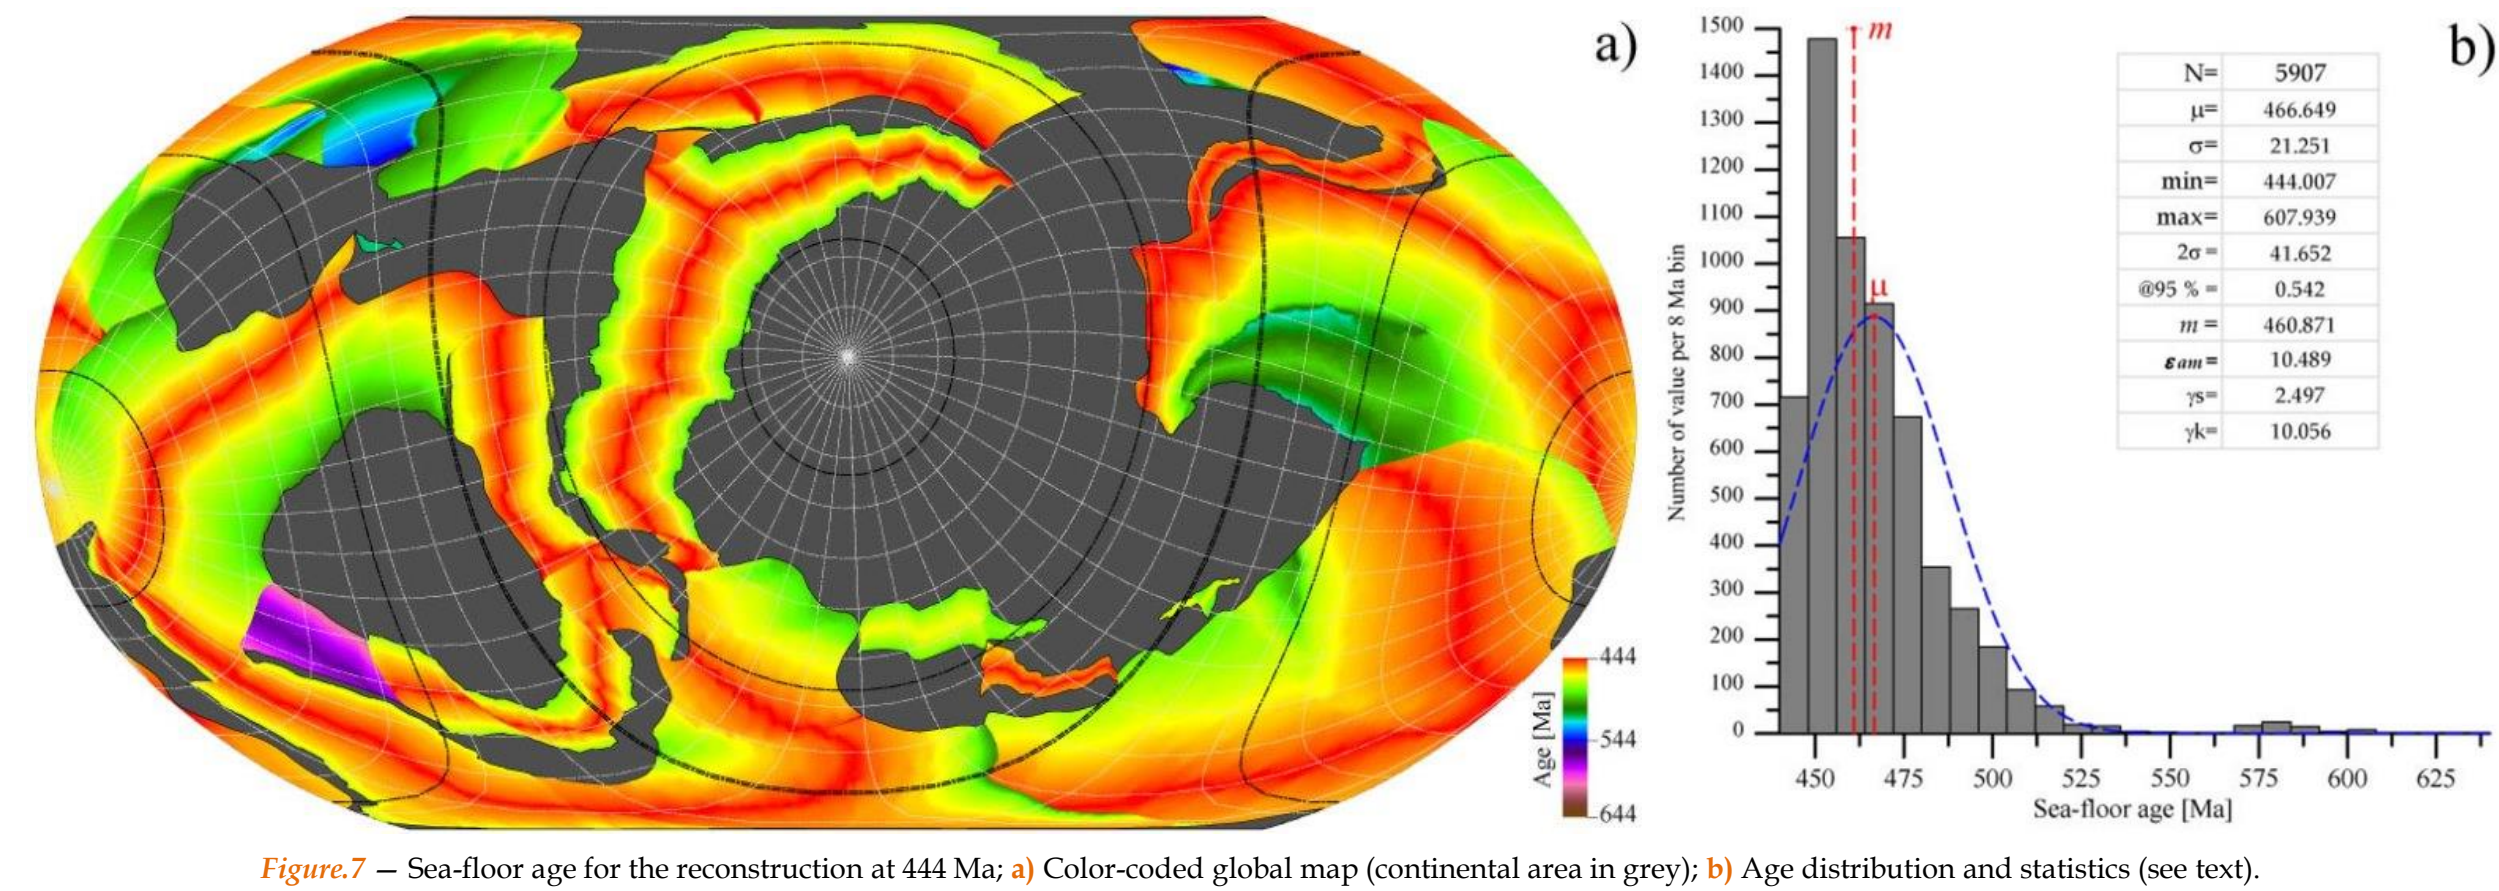 a)
444
544
644
Age [Ma]
b)
1500
1400
1300
1200
1100
1000
900
800
700
600
500
400
300
200
100
0
Number of value per 8 Ma bin
m
μ
N= 5907
μ= 466.649
σ= 21.251
min= 444.007
max= 607.939
2σ = 41.652
@95 % = 0.542
m = 460.871
εam= 10.489
γs= 2.497
γk= 10.056
450 475 500 525 550 575 600 625
Sea-floor age [Ma]
Figure.7 — Sea-floor age for the reconstruction at 444 Ma; a) Color-coded global map (continental area in grey); b) Age distribution and statistics (see text).